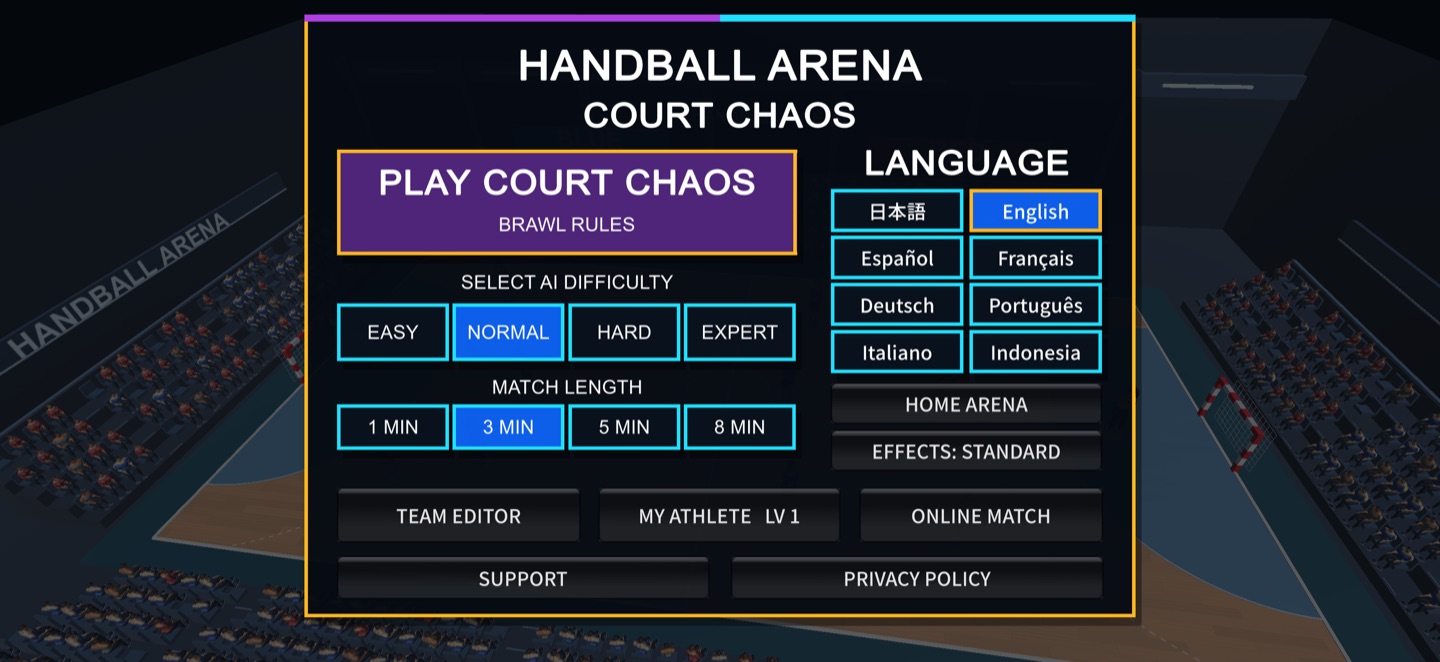 HANDBALL ARENA
COURT CHAOS
PLAY COURT CHAOS
BRAWL RULES
SELECT AI DIFFICULTY
EASY
NORMAL
HARD
EXPERT
MATCH LENGTH
1 MIN
3 MIN
5 MIN
8 MIN
LANGUAGE
日本語
English
Español
Français
Deutsch
Português
Italiano
Indonesia
HOME ARENA
EFFECTS: STANDARD
TEAM EDITOR
MY ATHLETE LV 1
ONLINE MATCH
SUPPORT
PRIVACY POLICY
HANDBALL ARENA